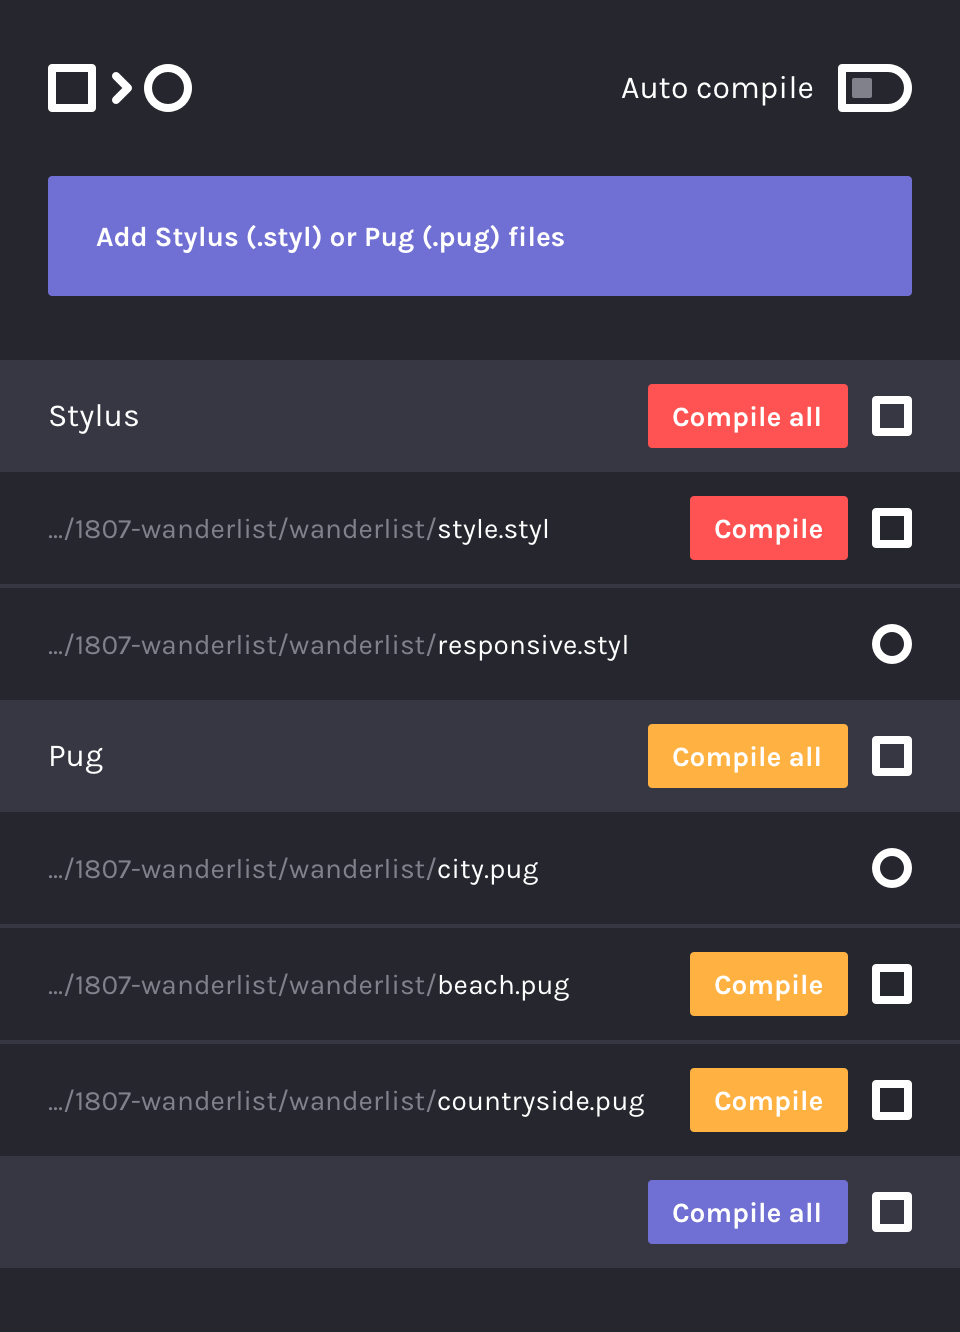 Auto compile
Add Stylus (.styl) or Pug (.pug) files
Stylus Compile all
.../1807-wanderlist/wanderlist/style.styl Compile
.../1807-wanderlist/wanderlist/responsive.styl
Pug Compile all
.../1807-wanderlist/wanderlist/city.pug
.../1807-wanderlist/wanderlist/beach.pug Compile
.../1807-wanderlist/wanderlist/countryside.pug Compile
Compile all